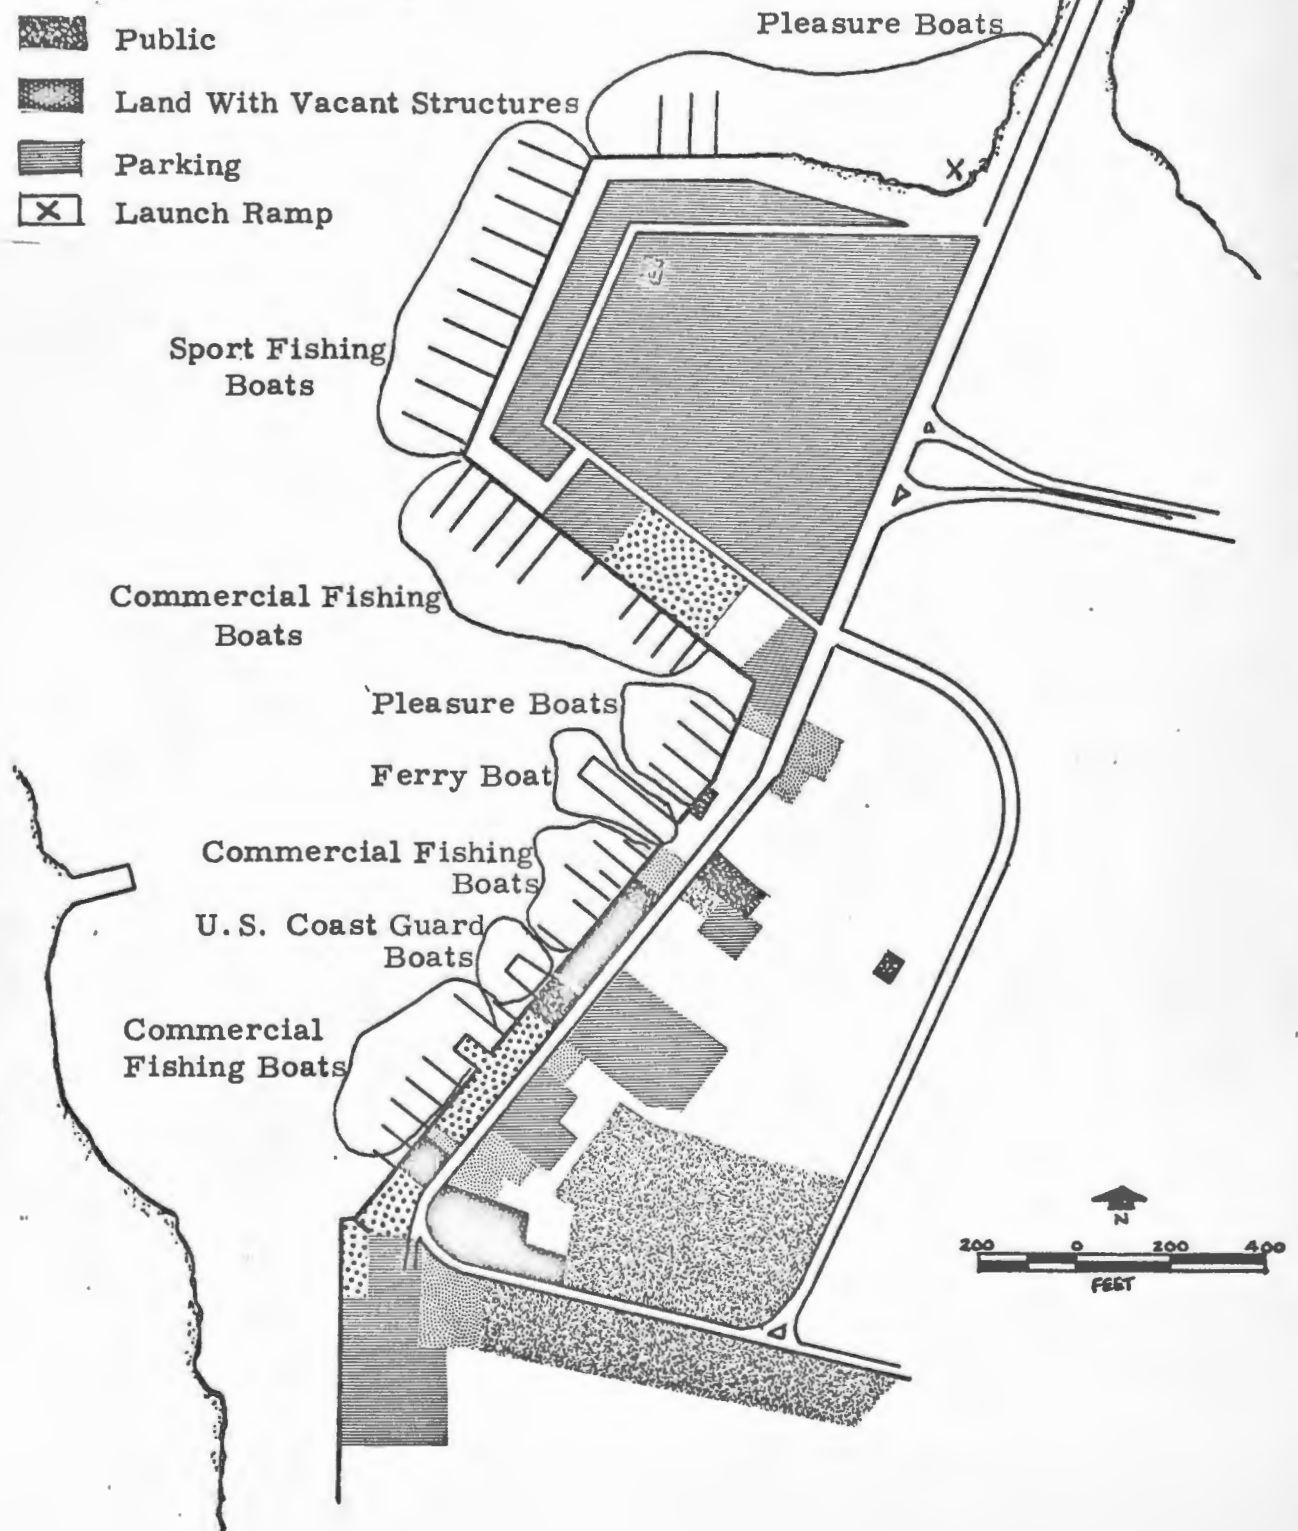 Pleasure Boats
Public
Land With Vacant Structures
Parking
X Launch Ramp
X
Sport Fishing
Boats
Commercial Fishing
Boats
Pleasure Boats
Ferry Boat
Commercial Fishing
Boats
U.S. Coast Guard
Boats
Commercial
Fishing Boats
N
200 0 200 400
FEET